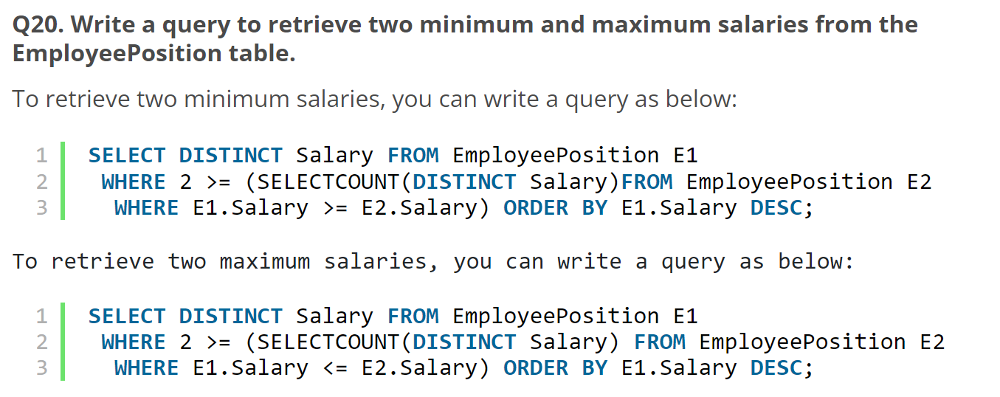 Q20. Write a query to retrieve two minimum and maximum salaries from the
EmployeePosition table.
To retrieve two minimum salaries, you can write a query as below:
1 SELECT DISTINCT Salary FROM EmployeePosition E1
2 WHERE 2 >= (SELECTCOUNT(DISTINCT Salary)FROM EmployeePosition E2
3 WHERE E1.Salary >= E2.Salary) ORDER BY E1.Salary DESC;
To retrieve two maximum salaries, you can write a query as below:
1 SELECT DISTINCT Salary FROM EmployeePosition E1
2 WHERE 2 >= (SELECTCOUNT(DISTINCT Salary) FROM EmployeePosition E2
3 WHERE E1.Salary <= E2.Salary) ORDER BY E1.Salary DESC;